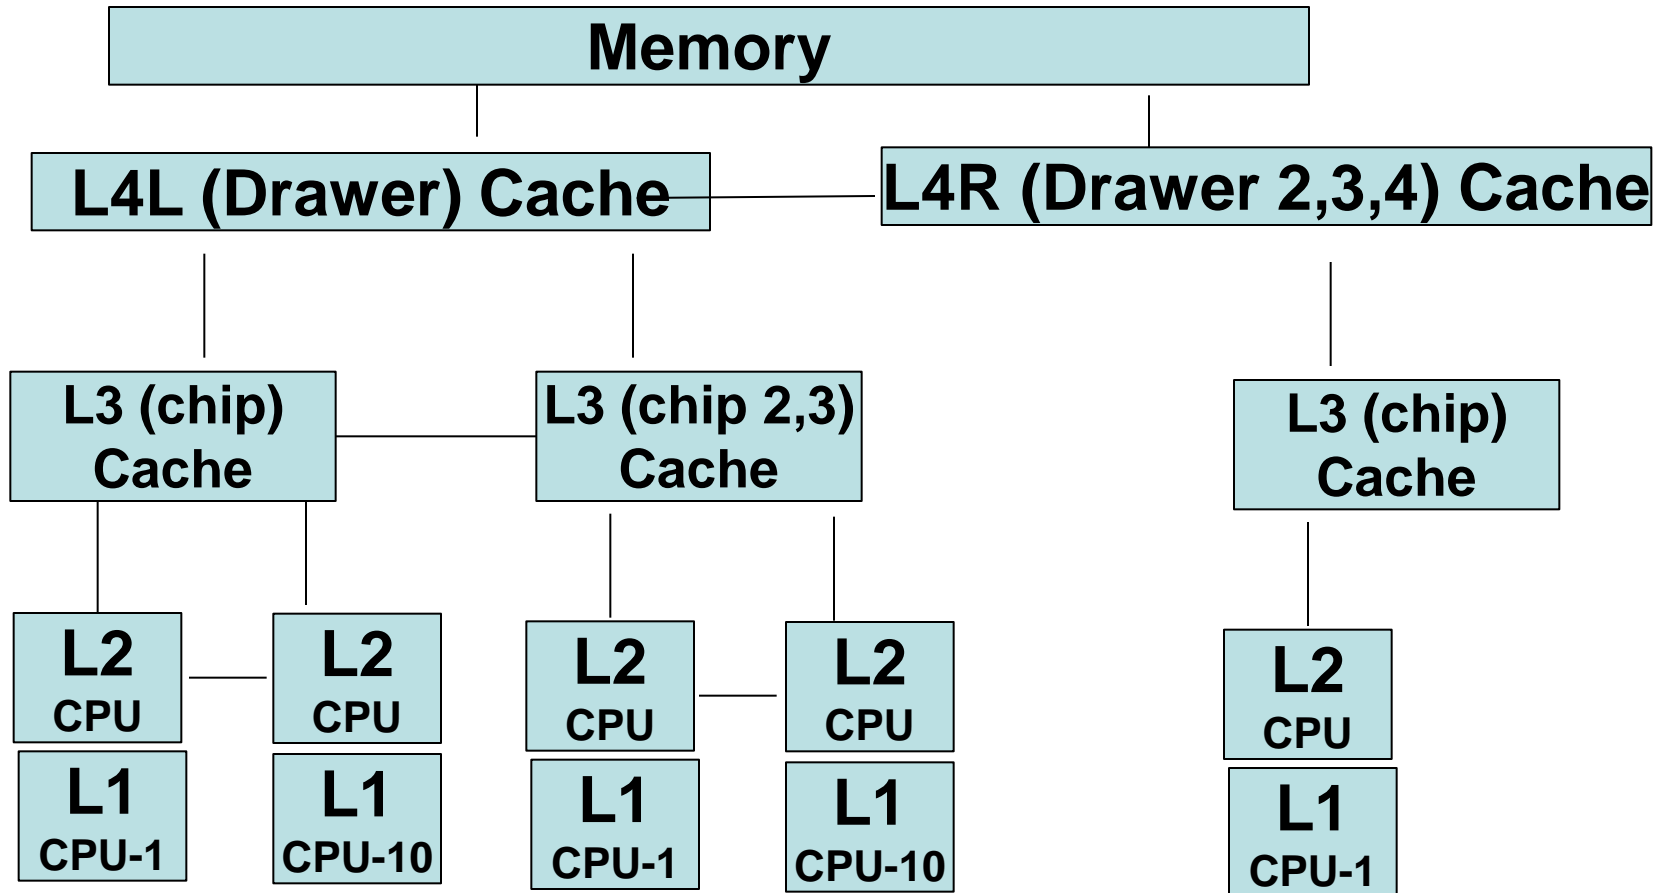 Memory
L4L (Drawer) Cache
L4R (Drawer 2,3,4) Cache
L3 (chip)
Cache
L3 (chip 2,3)
Cache
L3 (chip)
Cache
L2
CPU
L2
CPU
L2
CPU
L2
CPU
L2
CPU
L1
CPU-1
L1
CPU-10
L1
CPU-1
L1
CPU-10
L1
CPU-1